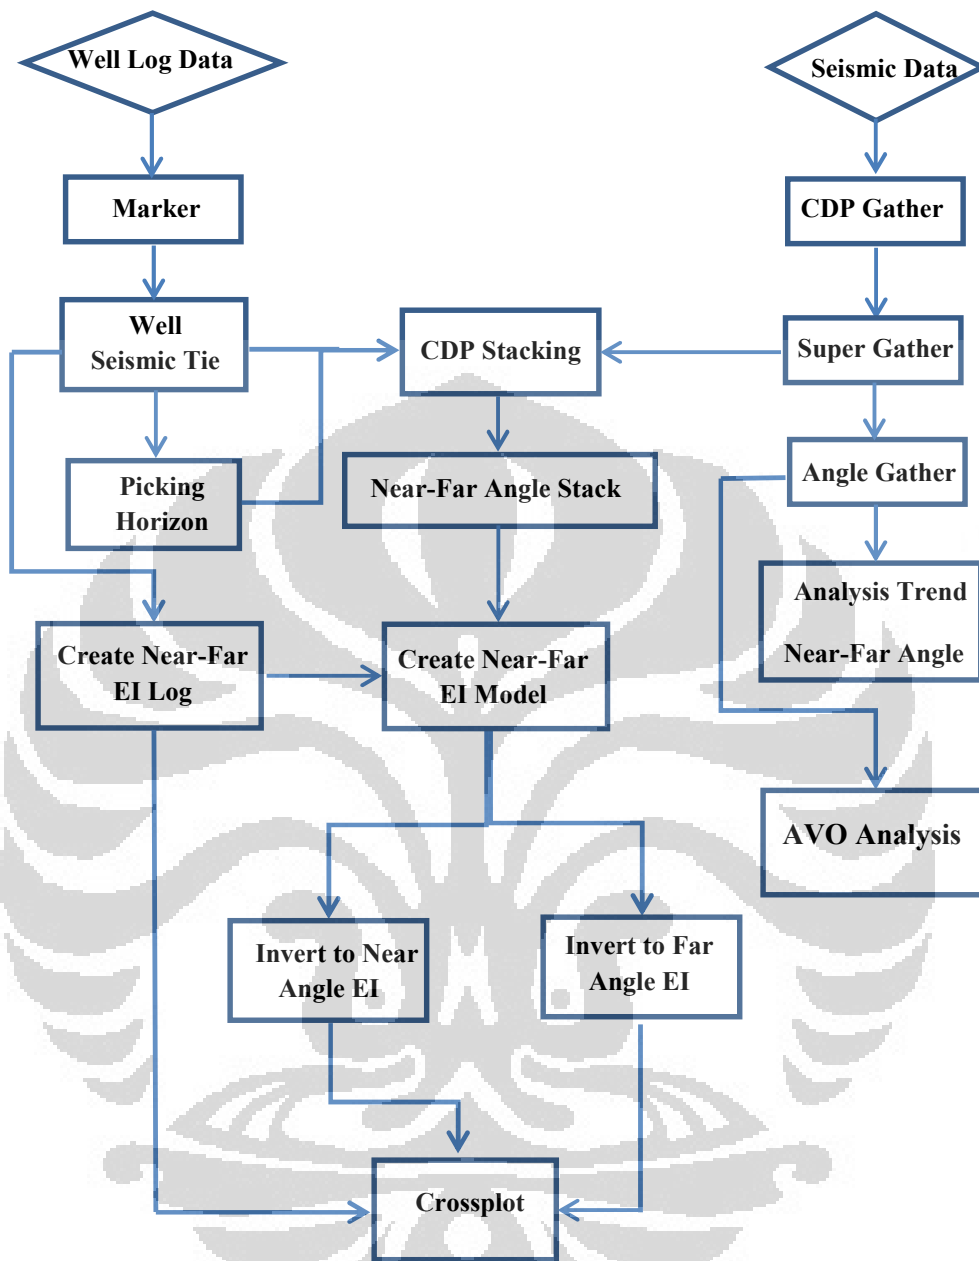 Well Log Data
Seismic Data
Marker
CDP Gather
Well
Seismic Tie
CDP Stacking
Super Gather
Picking
Horizon
Near-Far Angle Stack
Angle Gather
Analysis Trend
Near-Far Angle
Create Near-Far
EI Log
Create Near-Far
EI Model
AVO Analysis
Invert to Near
Angle EI
Invert to Far
Angle EI
Crossplot